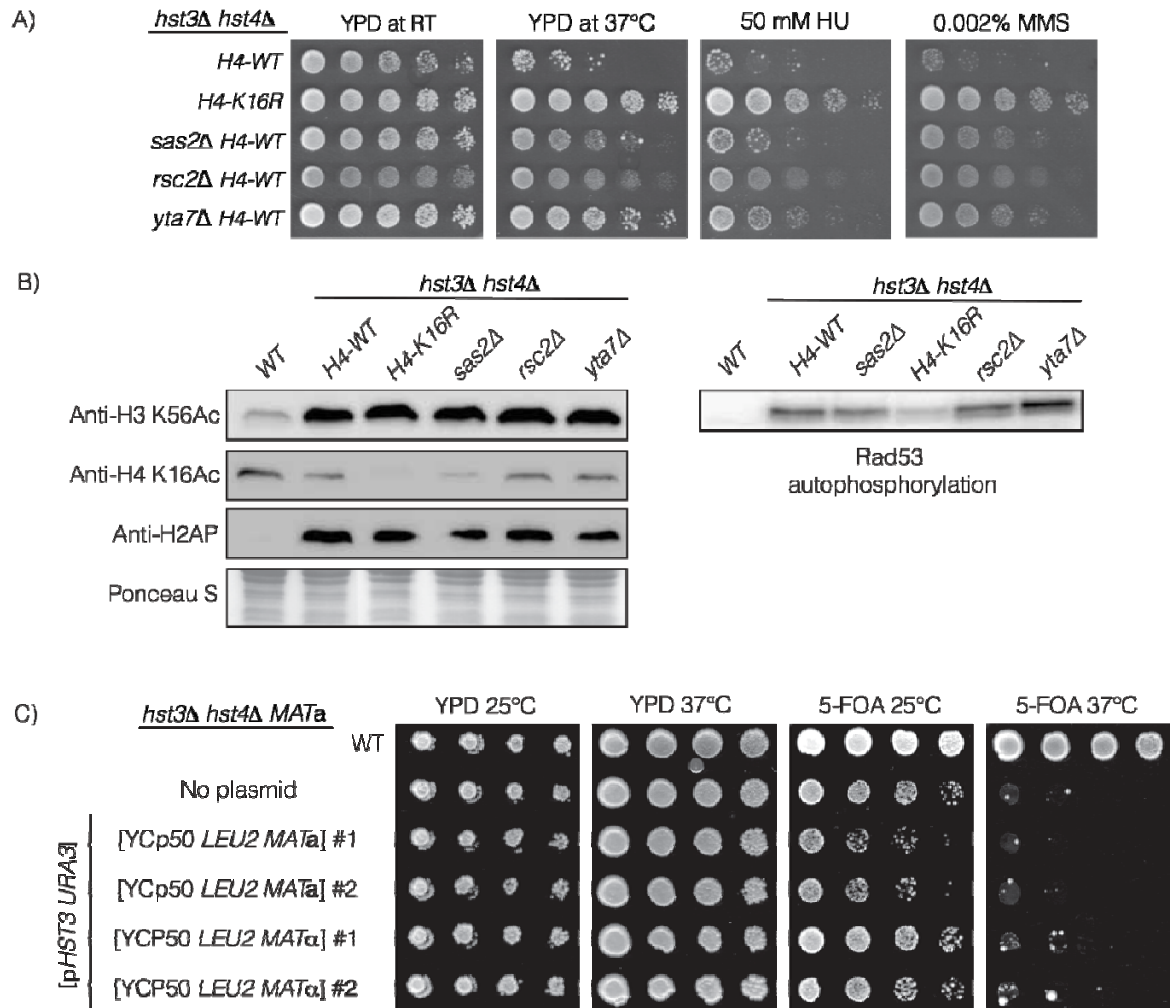 A)
hst3Δ hst4Δ
YPD at RT
YPD at 37°C
50 mM HU
0.002% MMS
H4-WT
H4-K16R
sas2Δ H4-WT
rsc2Δ H4-WT
yta7Δ H4-WT
B)
hst3Δ hst4Δ
WT
H4-WT
H4-K16R
sas2Δ
rsc2Δ
yta7Δ
Anti-H3 K56Ac
Anti-H4 K16Ac
Anti-H2AP
Ponceau S
hst3Δ hst4Δ
WT
H4-WT
sas2Δ
H4-K16R
rsc2Δ
yta7Δ
Rad53
autophosphorylation
C)
hst3Δ hst4Δ MATa
YPD 25°C
YPD 37°C
5-FOA 25°C
5-FOA 37°C
WT
No plasmid
[YCp50 LEU2 MATa] #1
[YCp50 LEU2 MATa] #2
[YCP50 LEU2 MATα] #1
[YCP50 LEU2 MATα] #2
[pHST3 URA3]